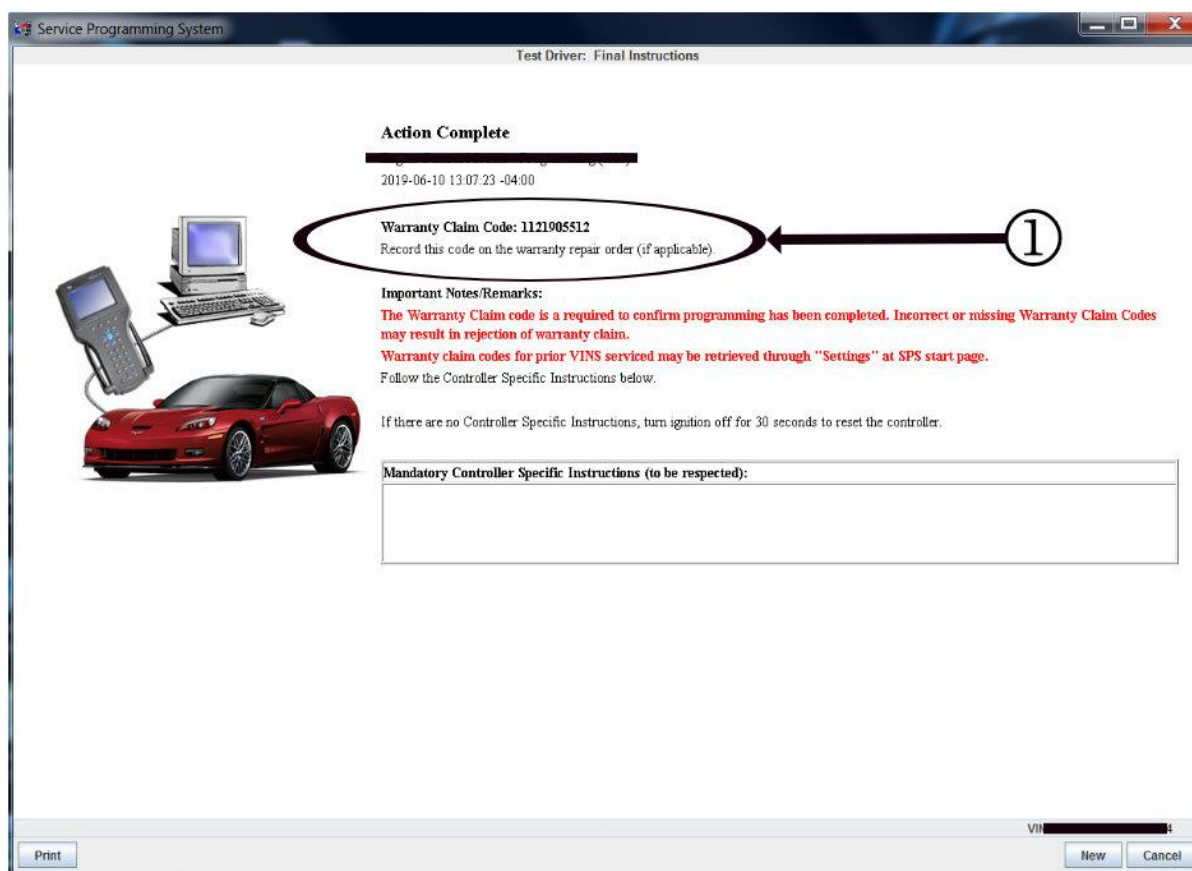 Service Programming System
Test Driver: Final Instructions
Action Complete
2019-06-10 13:07:23 -04:00
Warranty Claim Code: 1121905512
Record this code on the warranty repair order (if applicable).
①
Important Notes/Remarks:
The Warranty Claim code is a required to confirm programming has been completed. Incorrect or missing Warranty Claim Codes
may result in rejection of warranty claim.
Warranty claim codes for prior VINS serviced may be retrieved through "Settings" at SPS start page.
Follow the Controller Specific Instructions below.
If there are no Controller Specific Instructions, turn ignition off for 30 seconds to reset the controller.
Mandatory Controller Specific Instructions (to be respected):
VIN 4
Print New Cancel